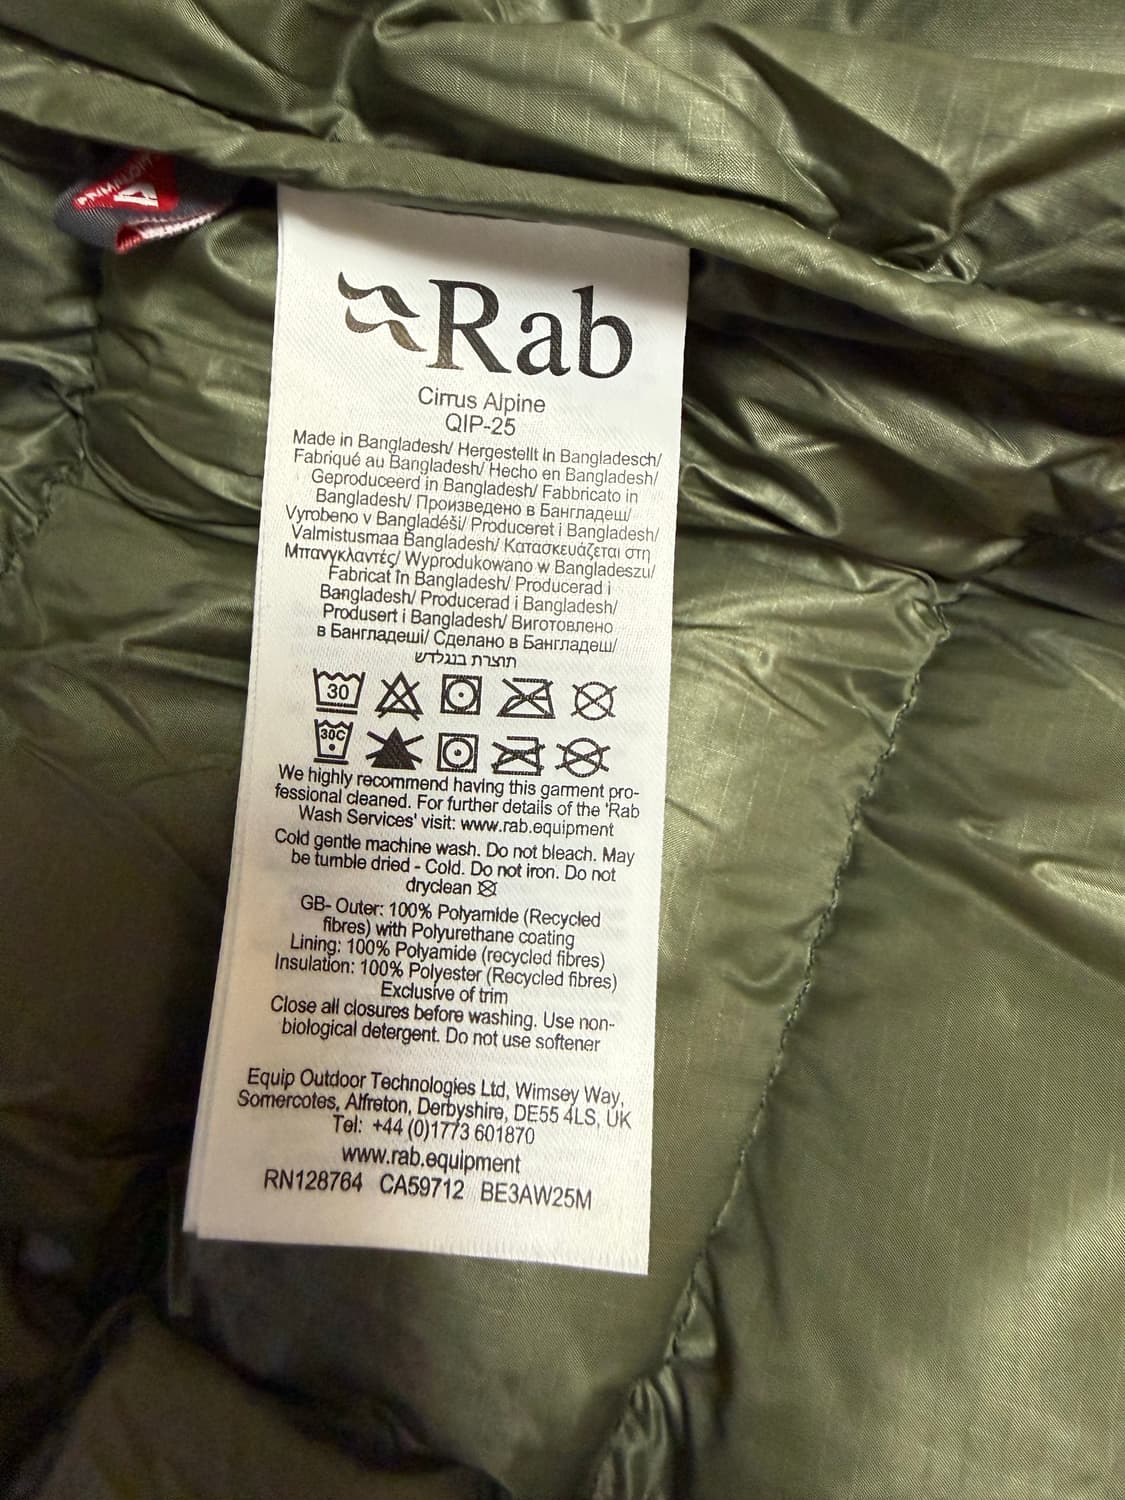 PRIMALOFT
Rab
Cirrus Alpine
QIP-25
Made in Bangladesh/ Hergestellt in Bangladesch/
Fabriqué au Bangladesh/ Hecho en Bangladesh/
Geproduceerd in Bangladesh/ Fabbricato in
Bangladesh/ Произведено в Бангладеш/
Vyrobeno v Bangladéši/ Produceret i Bangladesh/
Valmistusmaa Bangladesh/ Κατασκευάζεται στη
Μπανγκλαντές/ Wyprodukowano w Bangladeszu/
Fabricat în Bangladesh/ Producerad i
Bangladesh/ Producerad i Bangladesh/
Produsert i Bangladesh/ Виготовлено
в Бангладеші/ Сделано в Бангладеш/
תוצרת בנגלדש
30
30C
We highly recommend having this garment pro-
fessional cleaned. For further details of the 'Rab
Wash Services' visit: www.rab.equipment
Cold gentle machine wash. Do not bleach. May
be tumble dried - Cold. Do not iron. Do not
dryclean
GB- Outer: 100% Polyamide (Recycled
fibres) with Polyurethane coating
Lining: 100% Polyamide (recycled fibres)
Insulation: 100% Polyester (Recycled fibres)
Exclusive of trim
Close all closures before washing. Use non-
biological detergent. Do not use softener
Equip Outdoor Technologies Ltd, Wimsey Way,
Somercotes, Alfreton, Derbyshire, DE55 4LS, UK
Tel: +44 (0)1773 601870
www.rab.equipment
RN128764 CA59712 BE3AW25M